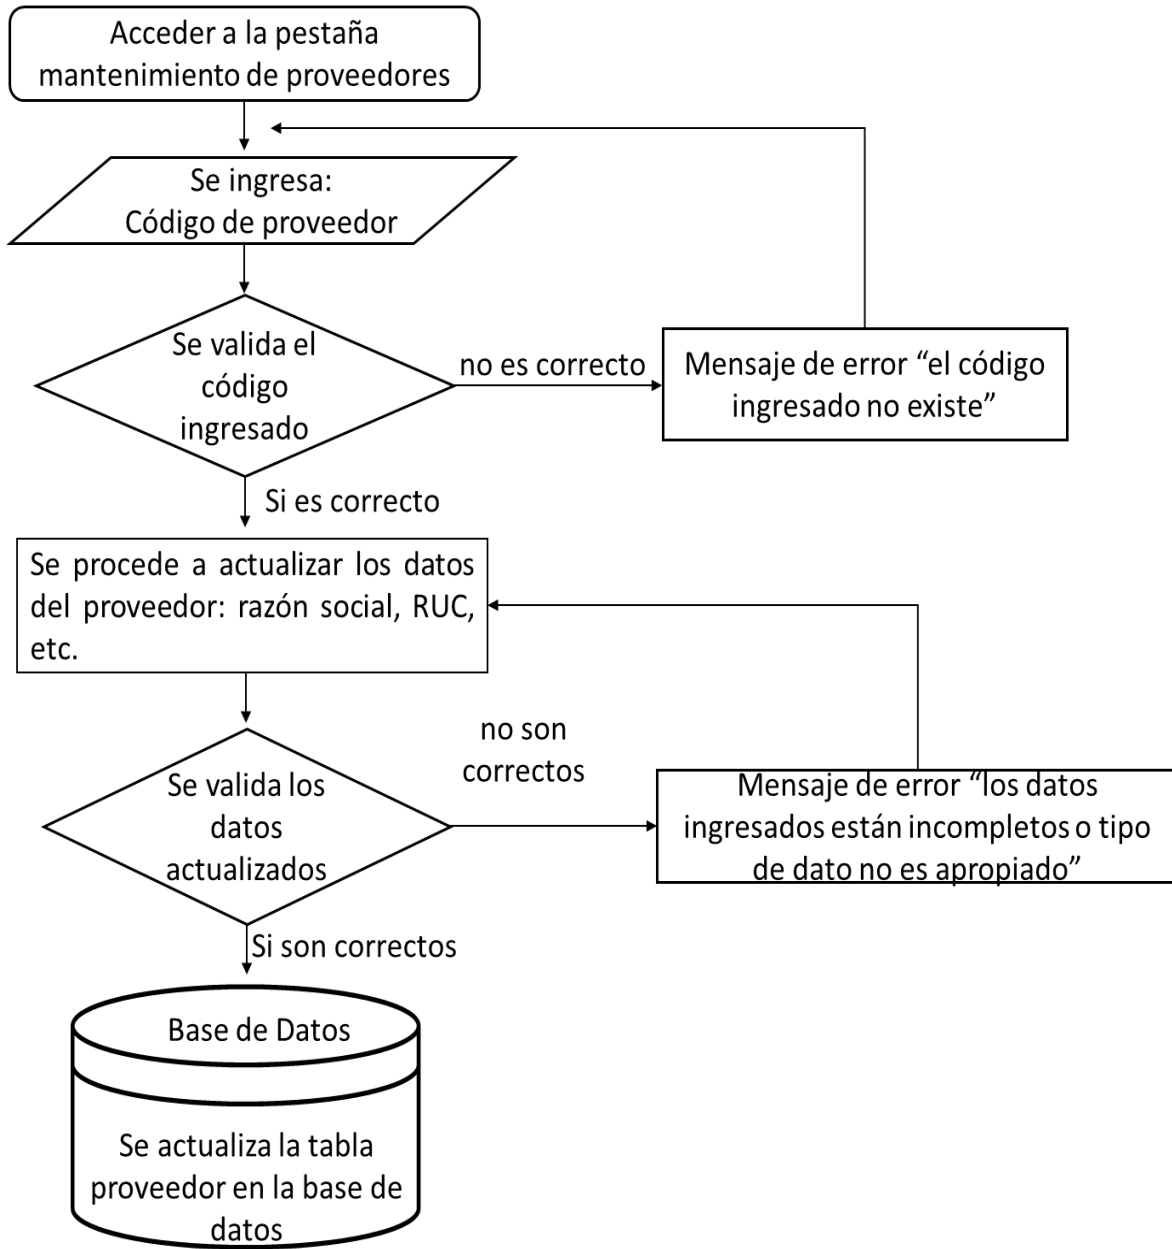 Acceder a la pestaña
mantenimiento de proveedores
Se ingresa:
Código de proveedor
Se valida el
código
ingresado
no es correcto
Mensaje de error “el código
ingresado no existe”
Si es correcto
Se procede a actualizar los datos
del proveedor: razón social, RUC,
etc.
no son
correctos
Se valida los
datos
actualizados
Mensaje de error “los datos
ingresados están incompletos o tipo
de dato no es apropiado”
Si son correctos
Base de Datos
Se actualiza la tabla
proveedor en la base de
datos